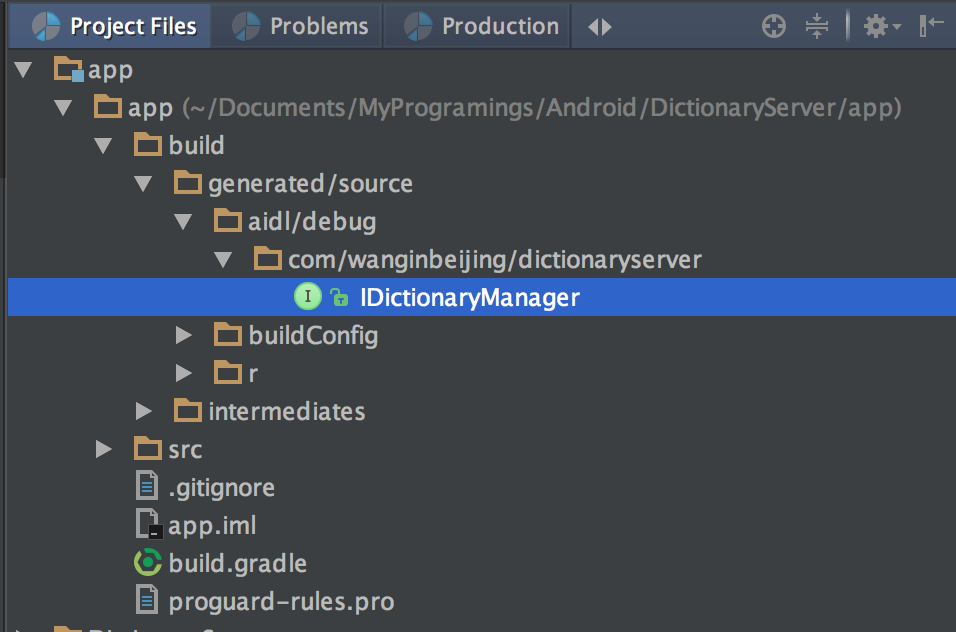 Project Files Problems Production
app
app (~/Documents/MyProgramings/Android/DictionaryServer/app)
build
generated/source
aidl/debug
com/wanginbeijing/dictionaryserver
I IDictionaryManager
buildConfig
r
intermediates
src
.gitignore
app.iml
build.gradle
proguard-rules.pro